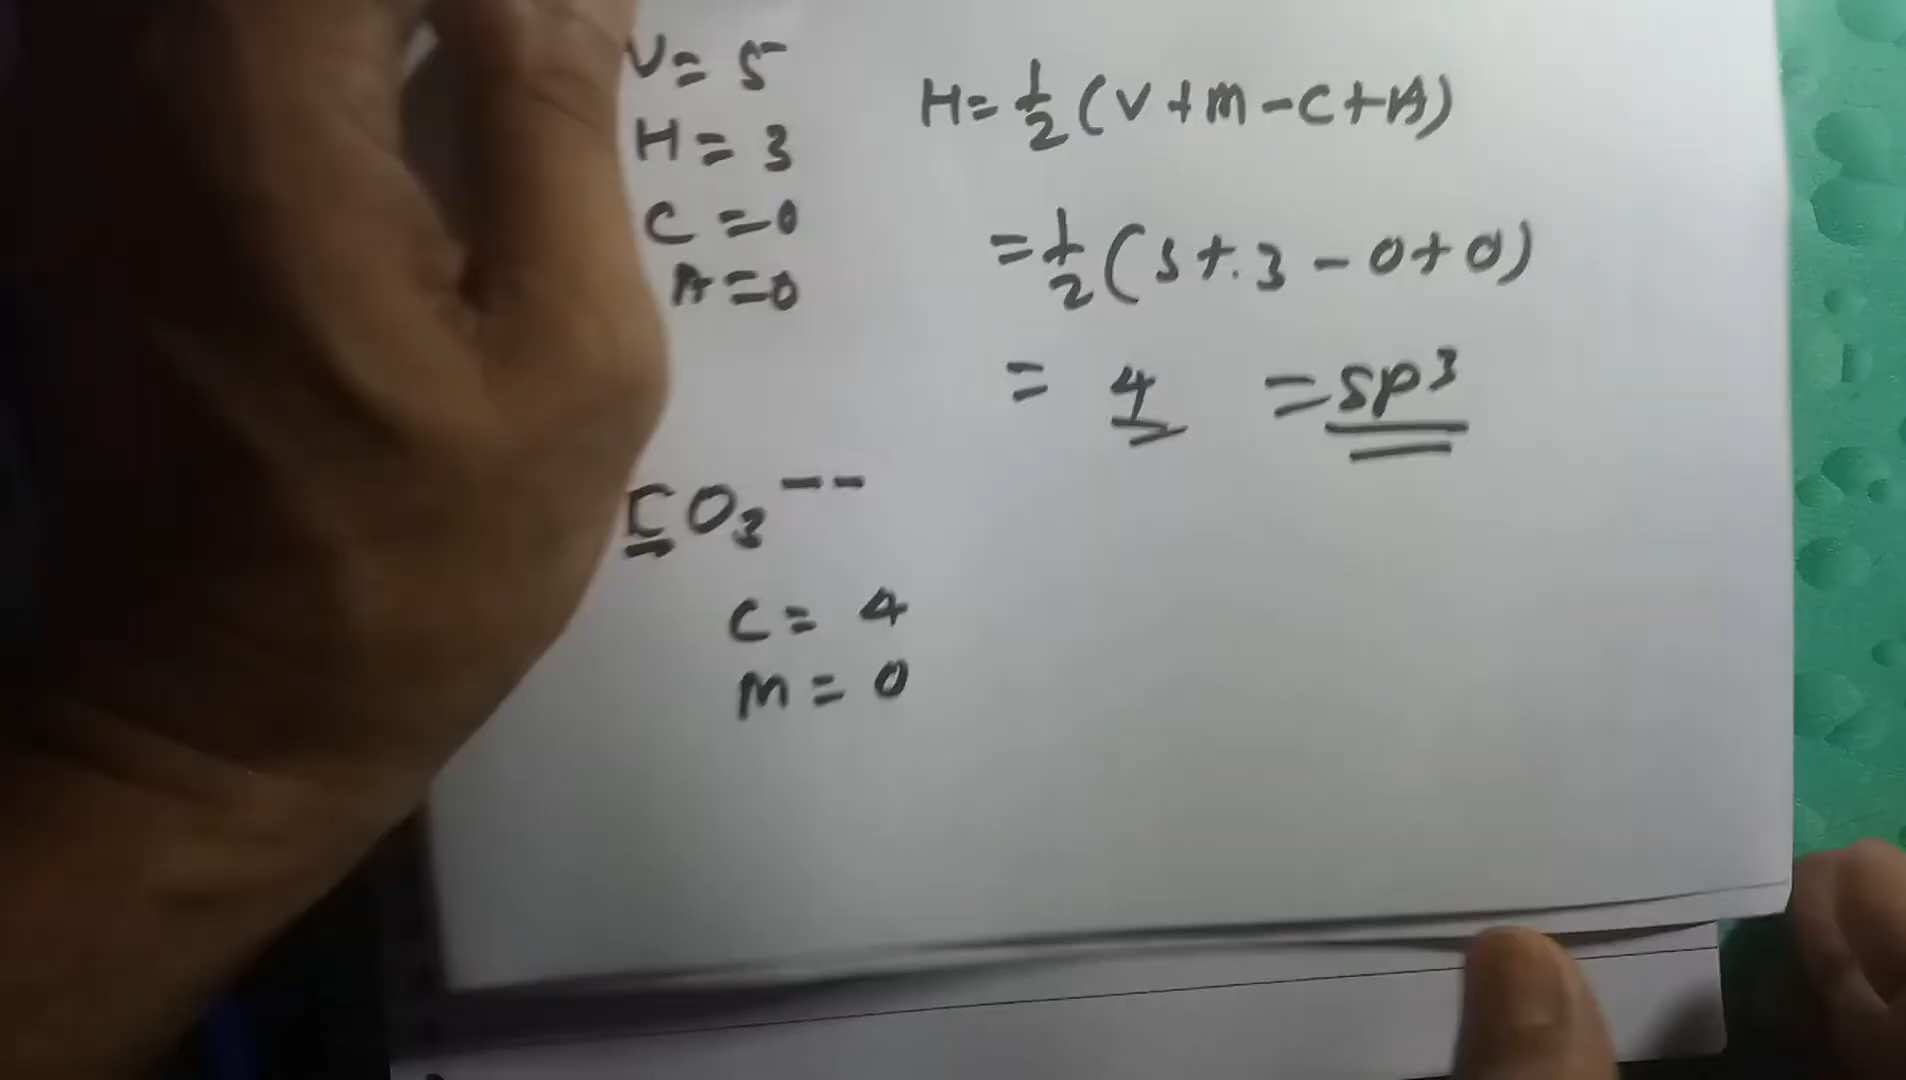 V = 5
H = 3
C = 0
A = 0
H = 1/2 (V + M - C + A)
= 1/2 (5 + 3 - 0 + 0)
= 4 = sp³
CO₃⁻⁻
C = 4
M = 0